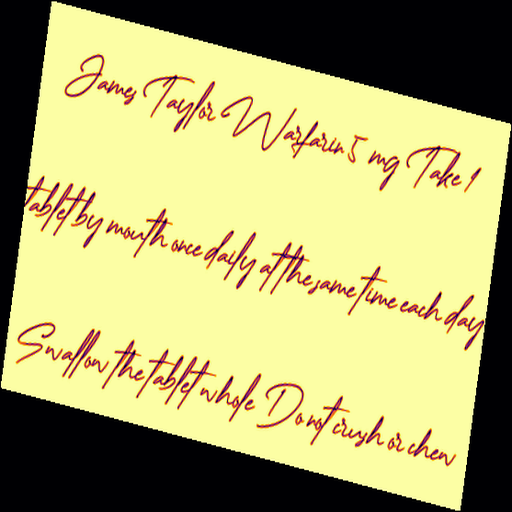 James Taylor Warfarin 5 mg Take 1
tablet by mouth once daily at the same time each day
Swallow the tablet whole Do not crush or chew